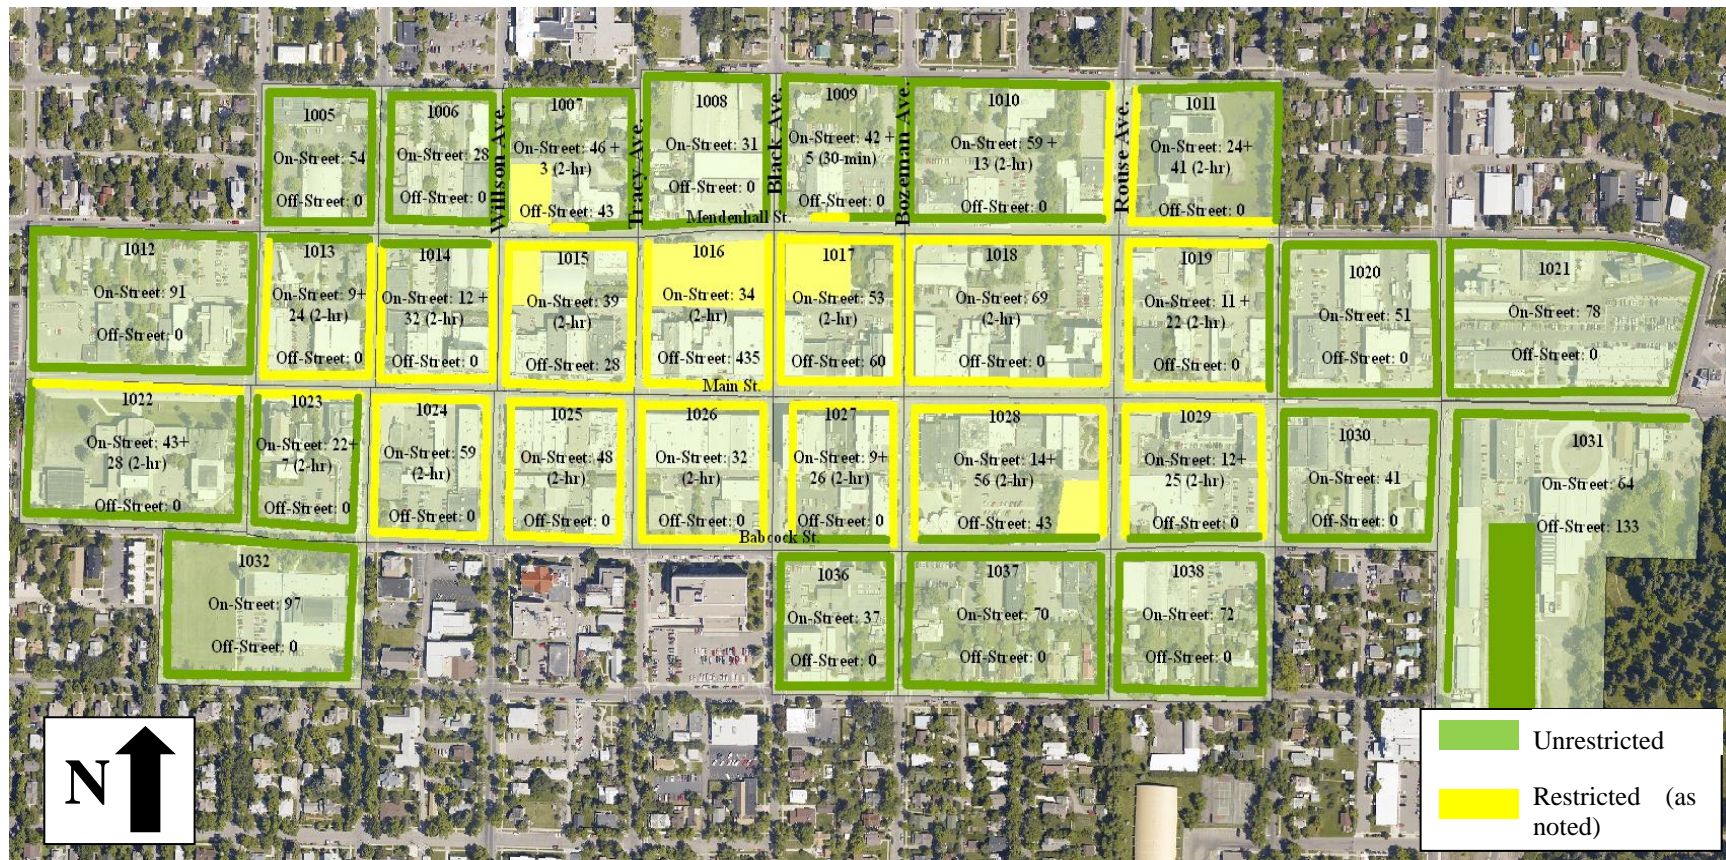 1005
On-Street: 54
Off-Street: 0
1006
On-Street: 28
Off-Street: 0
Willson Ave.
1007
On-Street: 46 +
3 (2-hr)
Off-Street: 43
Tracy Ave.
1008
On-Street: 31
Off-Street: 0
Black Ave.
1009
On-Street: 42 +
5 (30-min)
Off-Street: 0
Bozeman Ave.
1010
On-Street: 59 +
13 (2-hr)
Off-Street: 0
Rouse Ave.
1011
On-Street: 24+
41 (2-hr)
Off-Street: 0
Mendenhall St.
1012
On-Street: 91
Off-Street: 0
1013
On-Street: 9+
24 (2-hr)
Off-Street: 0
1014
On-Street: 12 +
32 (2-hr)
Off-Street: 0
1015
On-Street: 39
(2-hr)
Off-Street: 28
1016
On-Street: 34
(2-hr)
Off-Street: 435
1017
On-Street: 53
(2-hr)
Off-Street: 60
1018
On-Street: 69
(2-hr)
Off-Street: 0
1019
On-Street: 11 +
22 (2-hr)
Off-Street: 0
1020
On-Street: 51
Off-Street: 0
1021
On-Street: 78
Off-Street: 0
Main St.
1022
On-Street: 43+
28 (2-hr)
Off-Street: 0
1023
On-Street: 22+
7 (2-hr)
Off-Street: 0
1024
On-Street: 59
(2-hr)
Off-Street: 0
1025
On-Street: 48
(2-hr)
Off-Street: 0
1026
On-Street: 32
(2-hr)
Off-Street: 0
1027
On-Street: 9+
26 (2-hr)
Off-Street: 0
1028
On-Street: 14+
56 (2-hr)
Off-Street: 43
1029
On-Street: 12+
25 (2-hr)
Off-Street: 0
1030
On-Street: 41
Off-Street: 0
1031
On-Street: 64
Off-Street: 133
Babcock St.
1032
On-Street: 97
Off-Street: 0
1036
On-Street: 37
Off-Street: 0
1037
On-Street: 70
Off-Street: 0
1038
On-Street: 72
Off-Street: 0
N
Unrestricted
Restricted (as
noted)